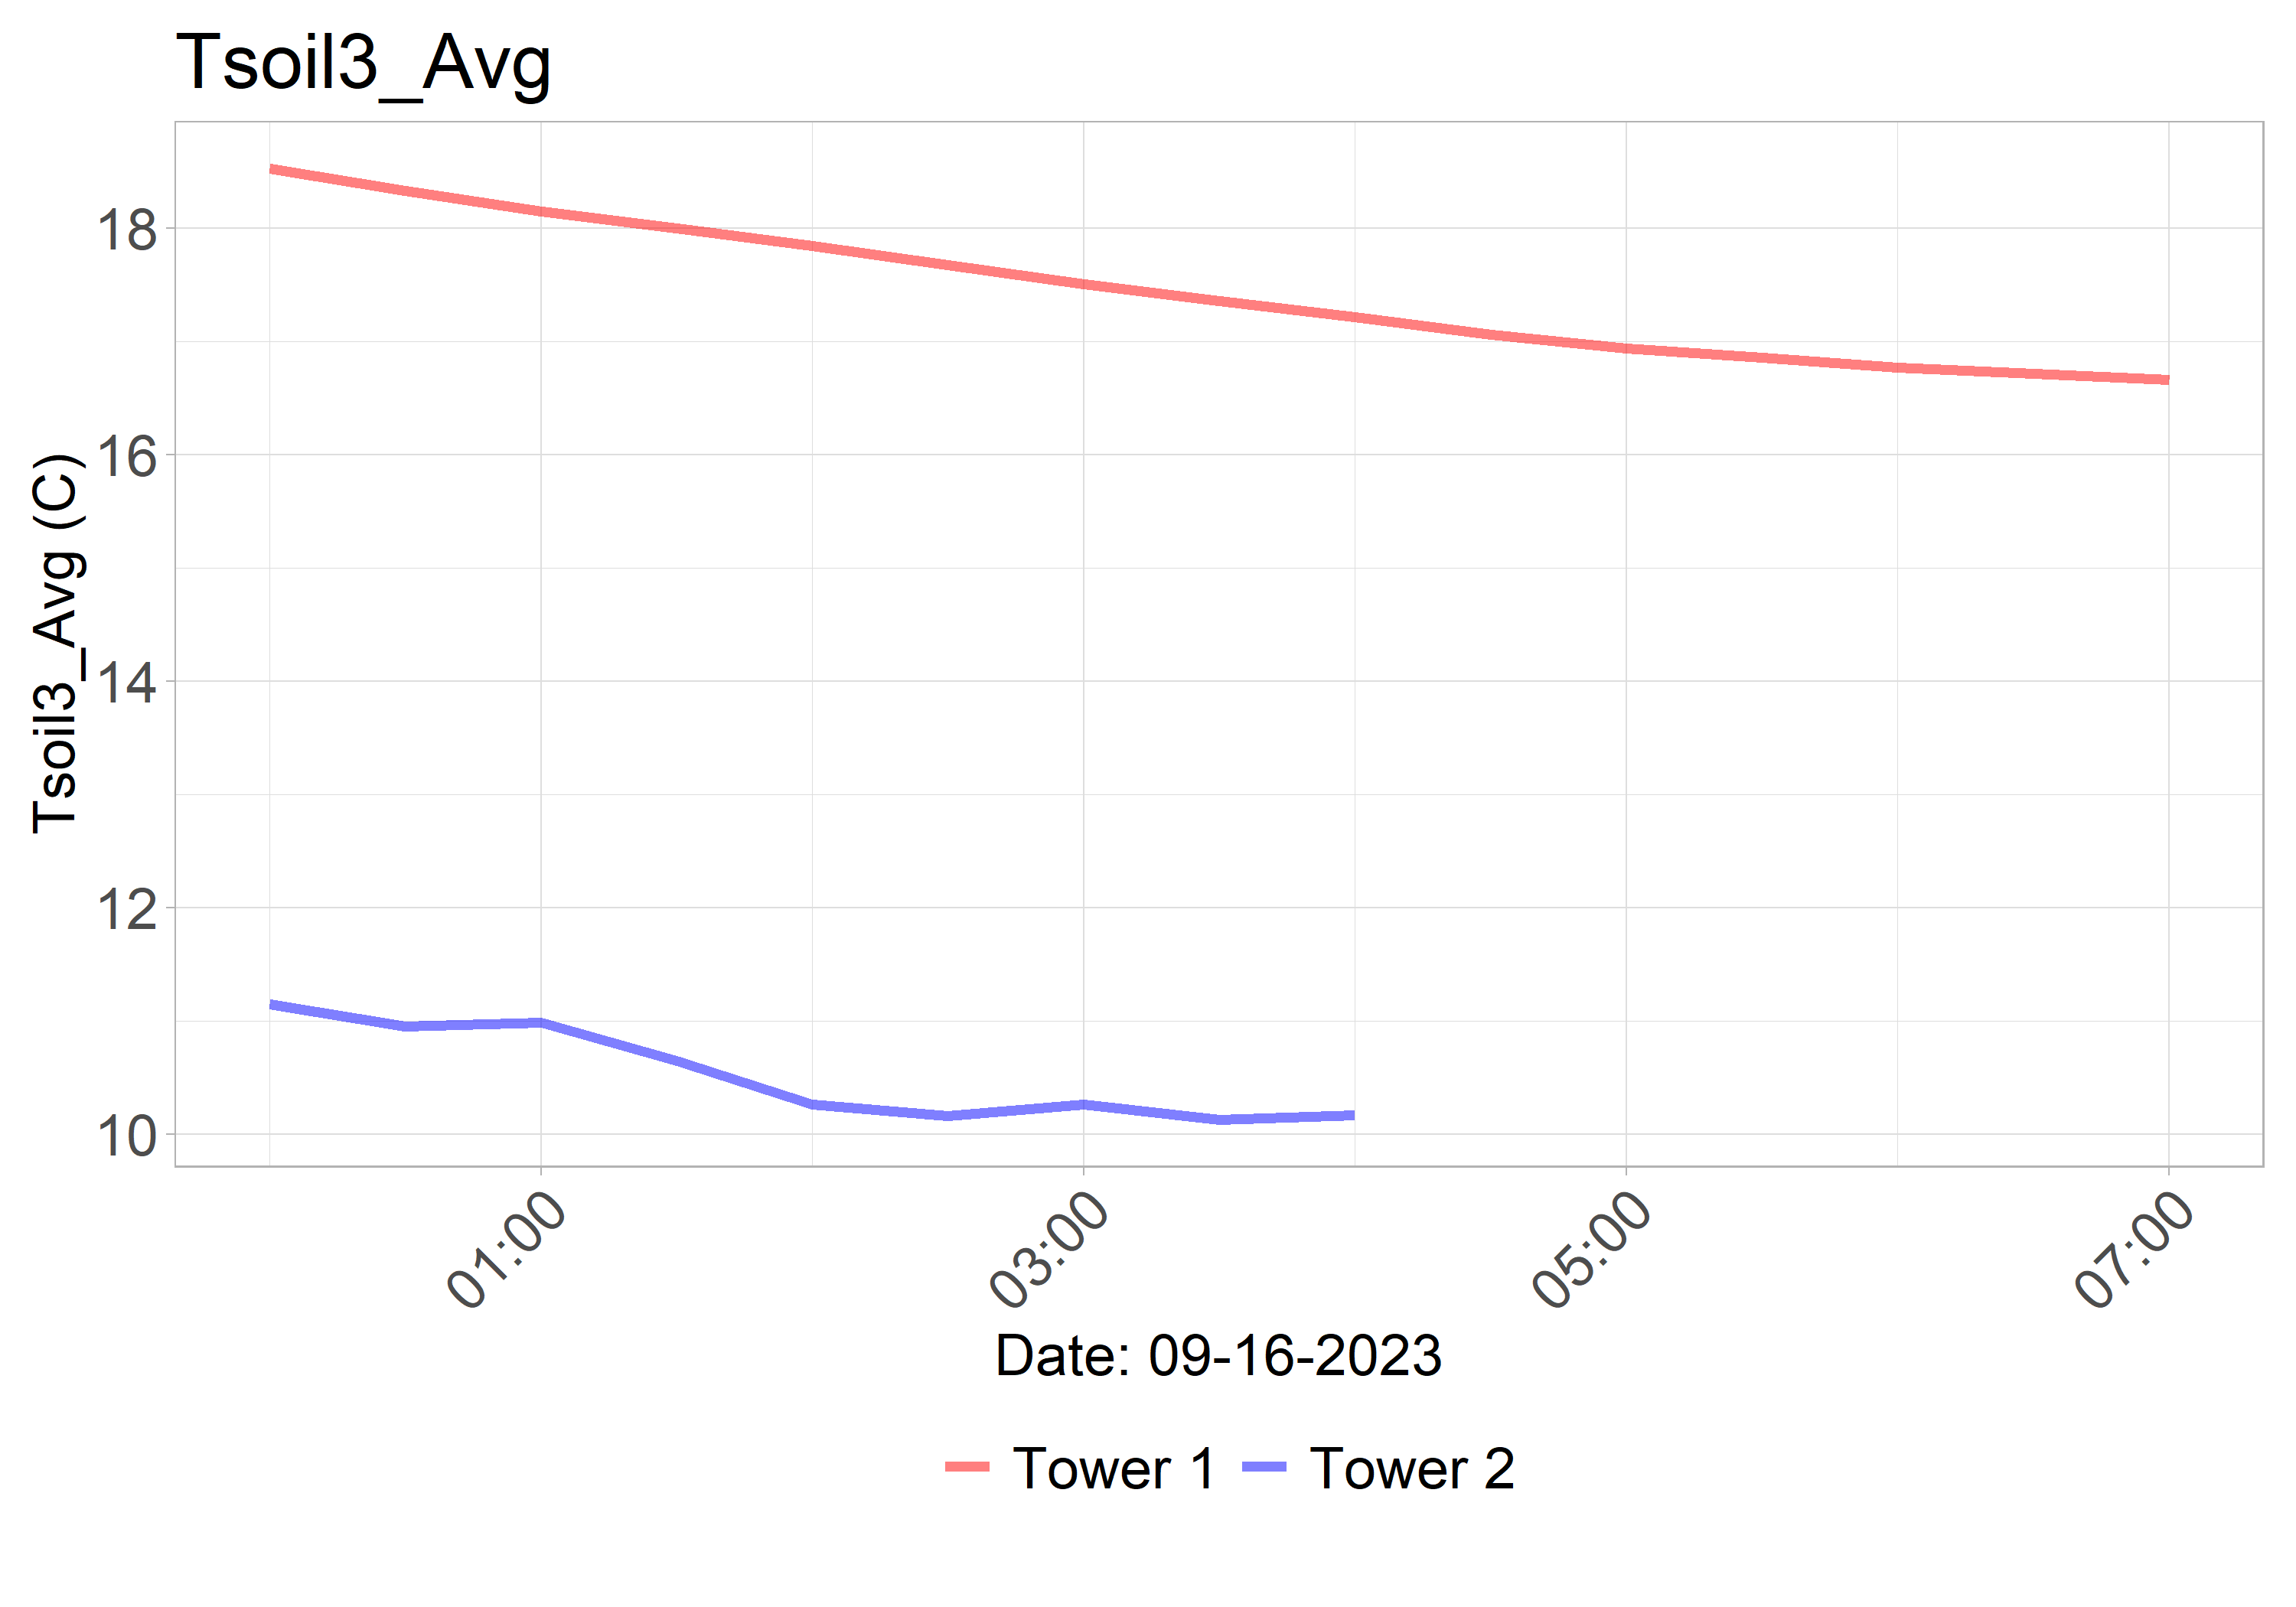 Tsoil3_Avg
Tsoil3_Avg (C)
18
16
14
12
10
01:00
03:00
05:00
07:00
Date: 09-16-2023
Tower 1
Tower 2